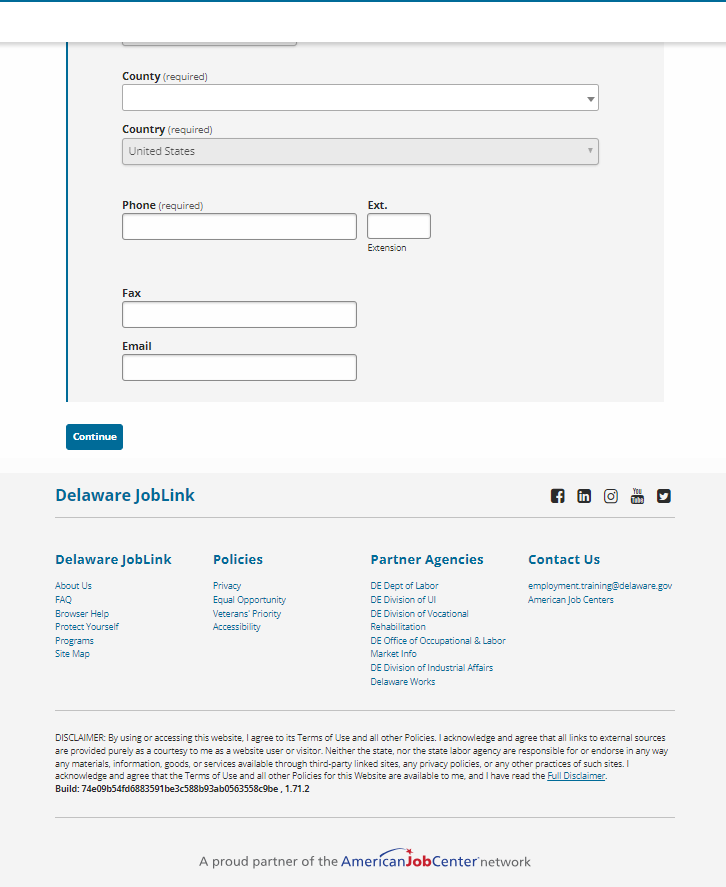 County (required)
Country (required)
United States
Phone (required) Ext.
Extension
Fax
Email
Continue
Delaware JobLink
You
Tube
Delaware JobLink
About Us
FAQ
Browser Help
Protect Yourself
Programs
Site Map
Policies
Privacy
Equal Opportunity
Veterans' Priority
Accessibility
Partner Agencies
DE Dept of Labor
DE Division of UI
DE Division of Vocational
Rehabilitation
DE Office of Occupational & Labor
Market Info
DE Division of Industrial Affairs
Delaware Works
Contact Us
employment.training@delaware.gov
American Job Centers
DISCLAIMER: By using or accessing this website, I agree to its Terms of Use and all other Policies. I acknowledge and agree that all links to external sources
are provided purely as a courtesy to me as a website user or visitor. Neither the state, nor the state labor agency are responsible for or endorse in any way
any materials, information, goods, or services available through third-party linked sites, any privacy policies, or any other practices of such sites. I
acknowledge and agree that the Terms of Use and all other Policies for this Website are available to me, and I have read the Full Disclaimer.
Build: 74e09b54fd6883591be3c588b93ab0563558c9be , 1.71.2
A proud partner of the AmericanJobCenter network